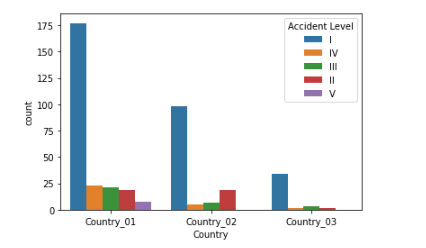 Accident Level
I
IV
III
II
V
175
150
125
100
75
50
25
0
count
Country_01 Country_02 Country_03
Country